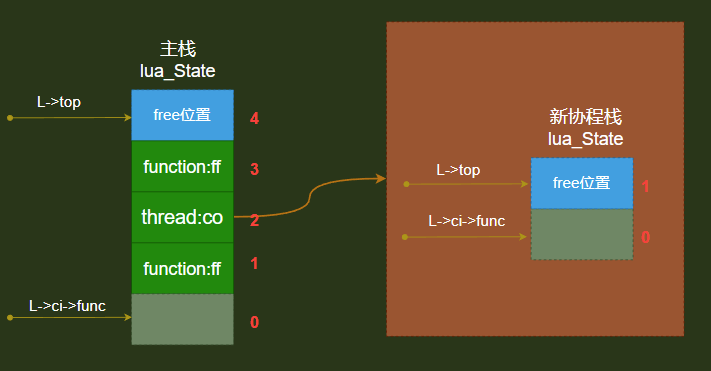 主栈
lua_State
L->top
free位置
4
function:ff
3
thread:co
2
function:ff
1
L->ci->func
0
新协程栈
lua_State
L->top
free位置
1
L->ci->func
0